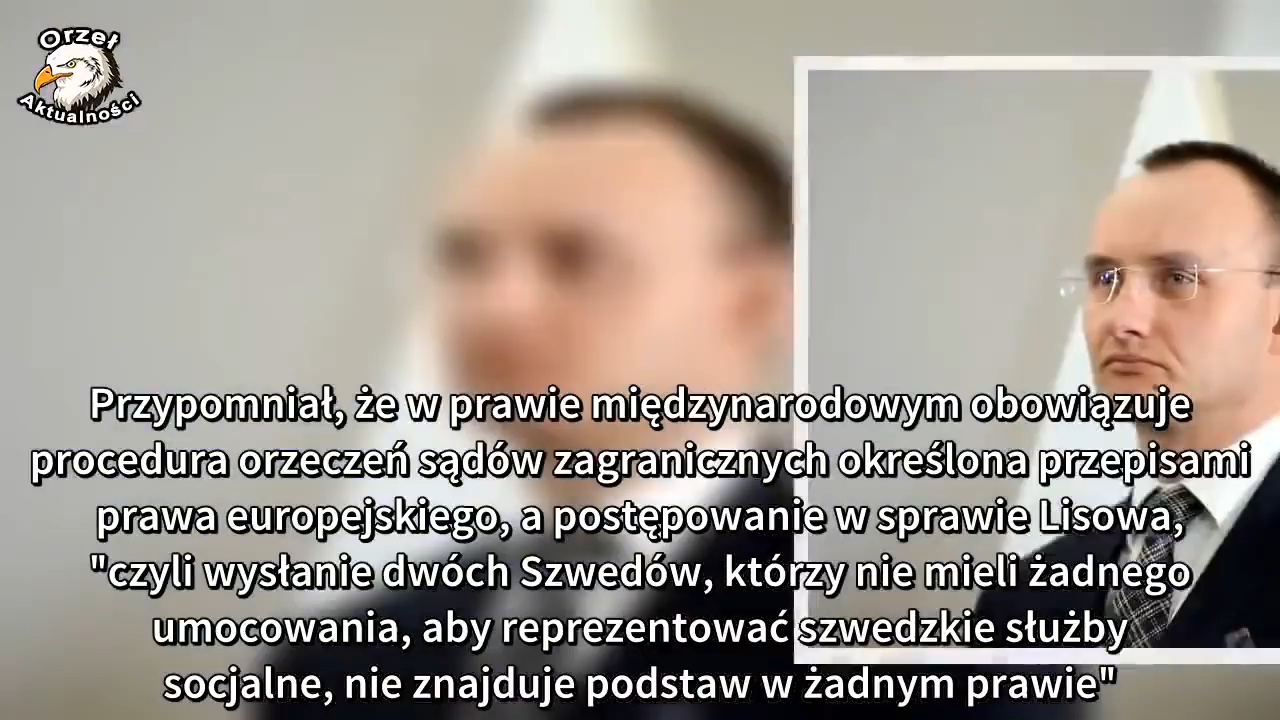 Orzeł
Aktualności
Przypomniał, że w prawie międzynarodowym obowiązuje
procedura orzeczeń sądów zagranicznych określona przepisami
prawa europejskiego, a postępowanie w sprawie Lisowa,
"czyli wysłanie dwóch Szwedów, którzy nie mieli żadnego
umocowania, aby reprezentować szwedzkie służby
socjalne, nie znajduje podstaw w żadnym prawie"